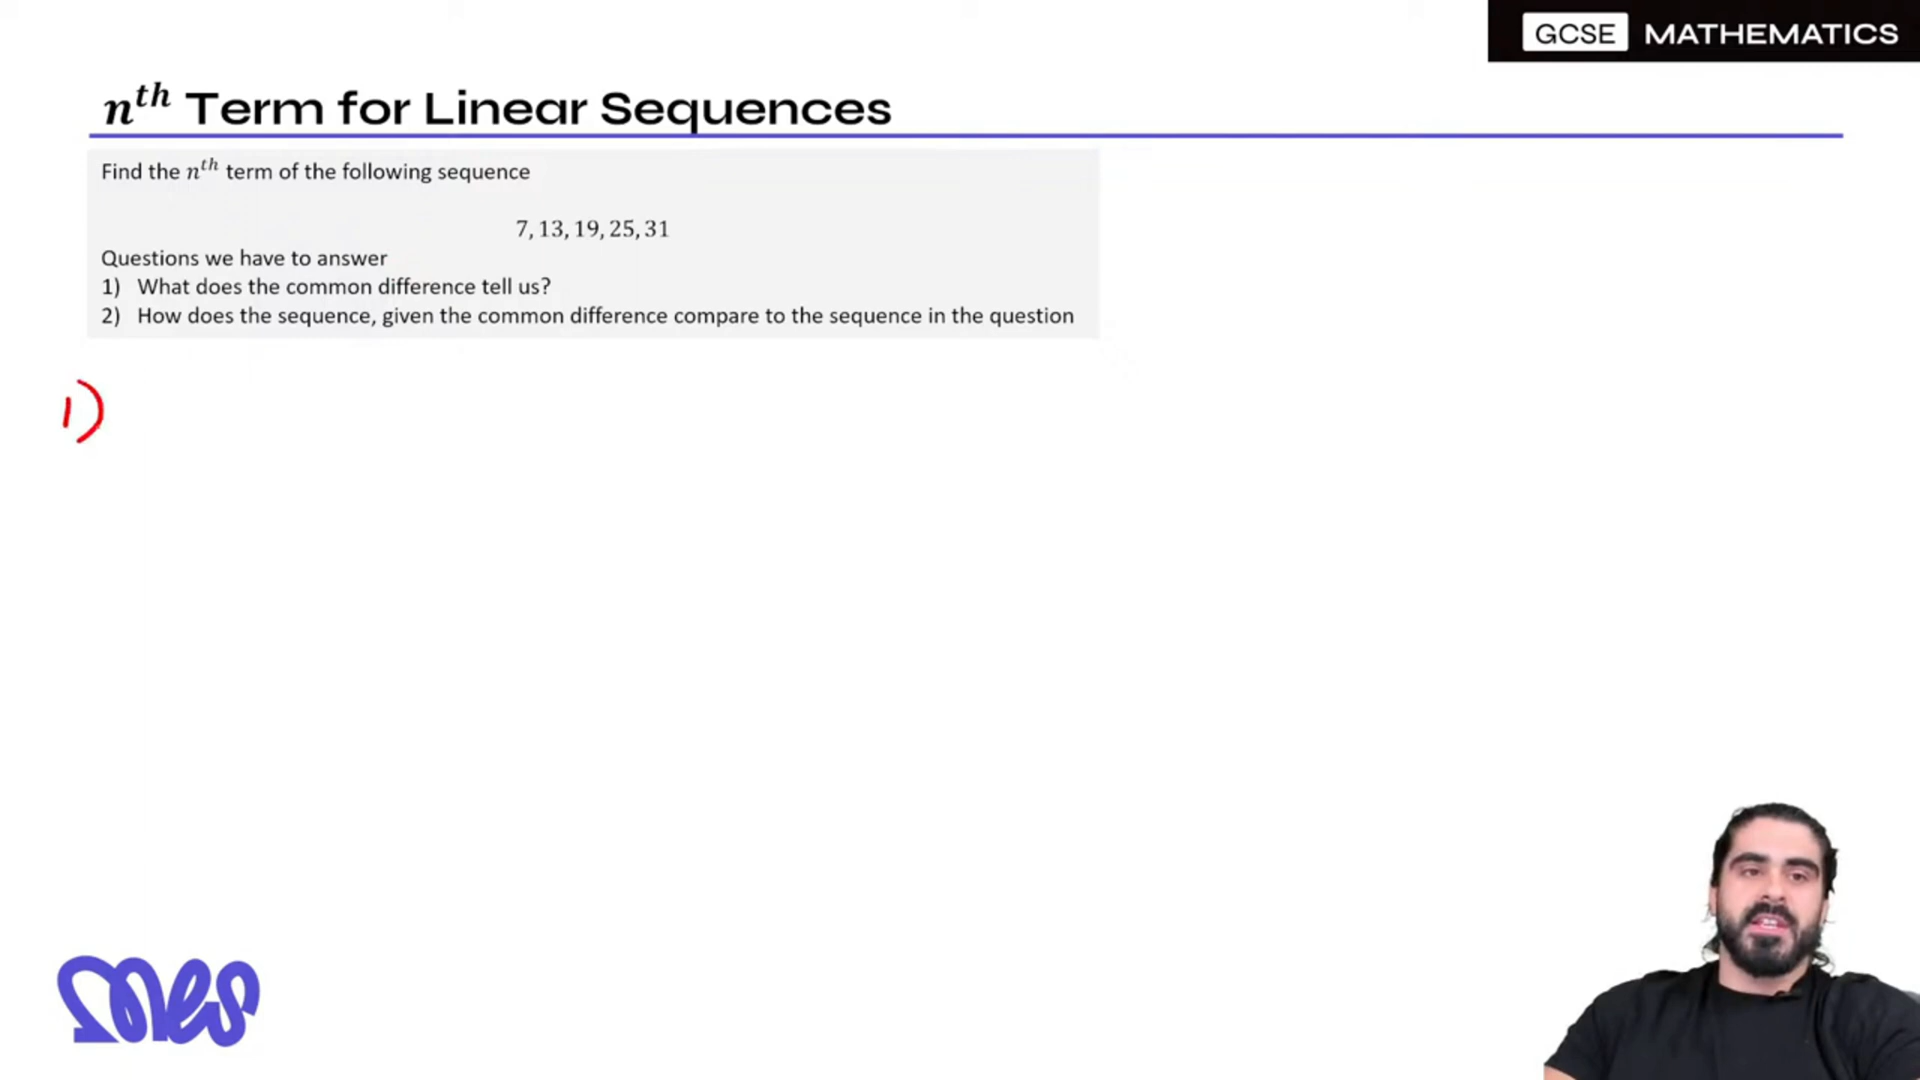 GCSE MATHEMATICS
nᵗʰ Term for Linear Sequences
Find the nᵗʰ term of the following sequence
7, 13, 19, 25, 31
Questions we have to answer
1) What does the common difference tell us?
2) How does the sequence, given the common difference compare to the sequence in the question
1)
mes